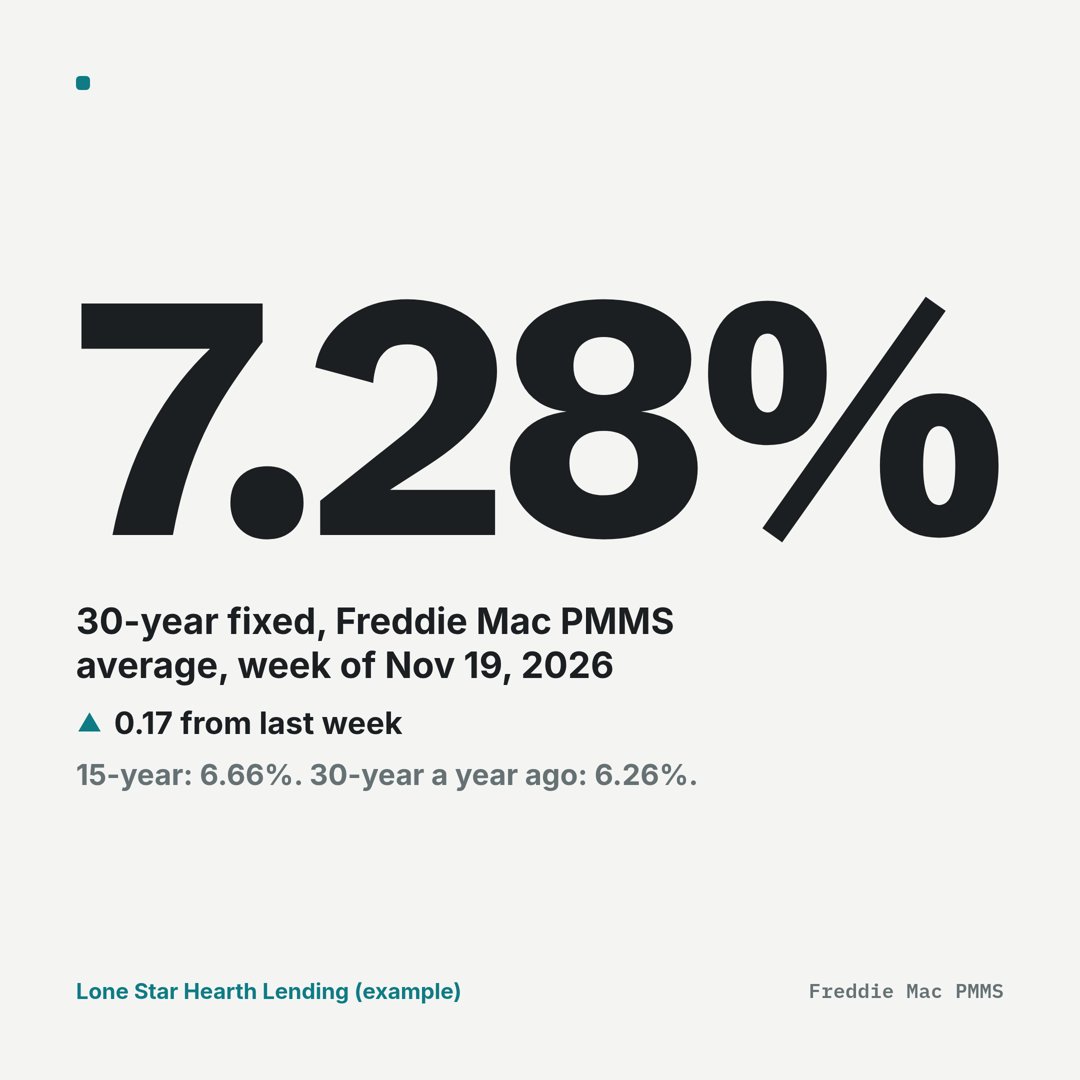 7.28%
30-year fixed, Freddie Mac PMMS
average, week of Nov 19, 2026
▲ 0.17 from last week
15-year: 6.66%. 30-year a year ago: 6.26%.
Lone Star Hearth Lending (example)
Freddie Mac PMMS